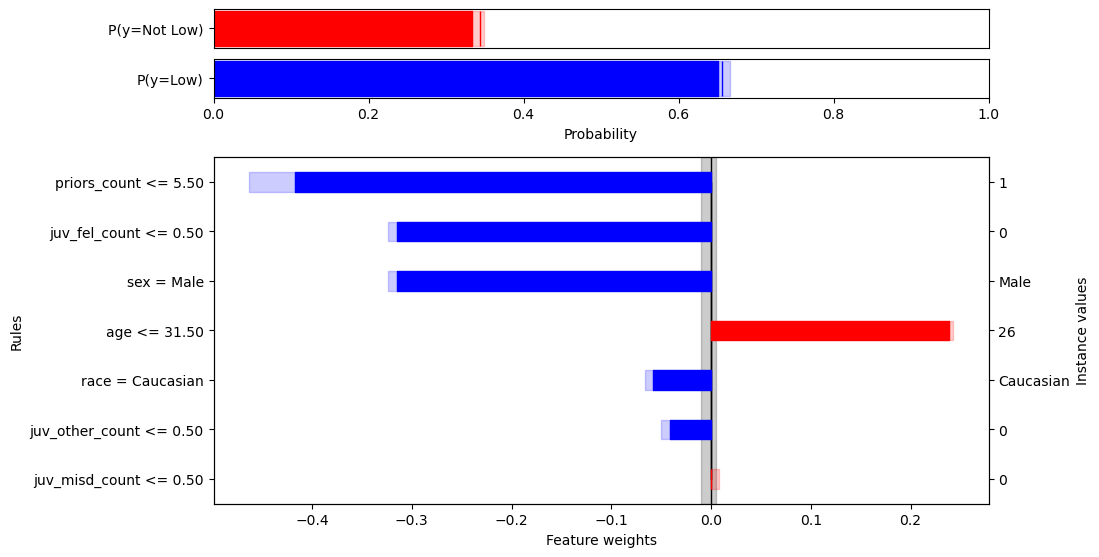 P(y=Not Low)
P(y=Low)
0.0 0.2 0.4 0.6 0.8 1.0
Probability
priors_count <= 5.50 1
juv_fel_count <= 0.50 0
sex = Male Male
age <= 31.50 26
race = Caucasian Caucasian
juv_other_count <= 0.50 0
juv_misd_count <= 0.50 0
Rules
Instance values
−0.4 −0.3 −0.2 −0.1 0.0 0.1 0.2
Feature weights